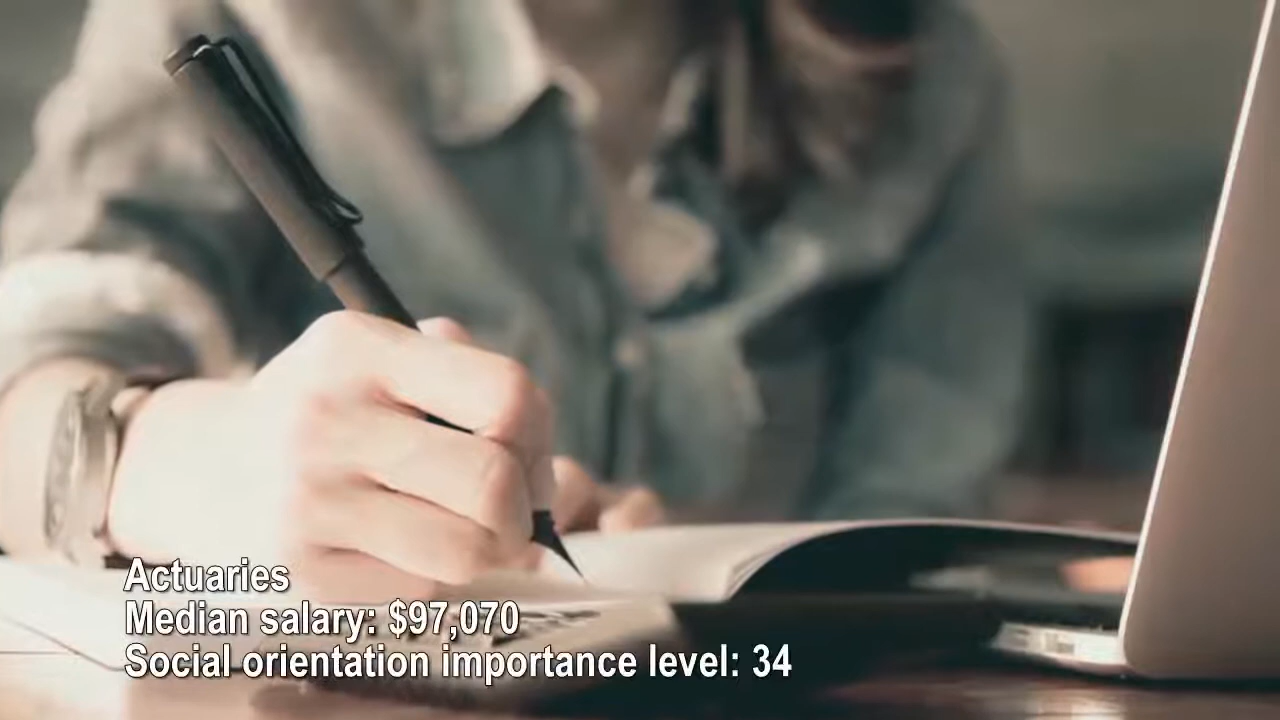 Actuaries
Median salary: $97,070
Social orientation importance level: 34